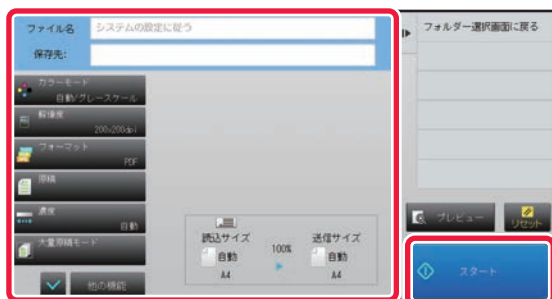 ファイル名
システムの設定に従う
保存先:
カラーモード
自動/グレースケール
解像度
200x200dpi
フォーマット
PDF
原稿
濃度
自動
大量原稿モード
他の機能
読込サイズ
自動
A4
100%
送信サイズ
自動
A4
フォルダー選択画面に戻る
プレビュー
リセット
スタート